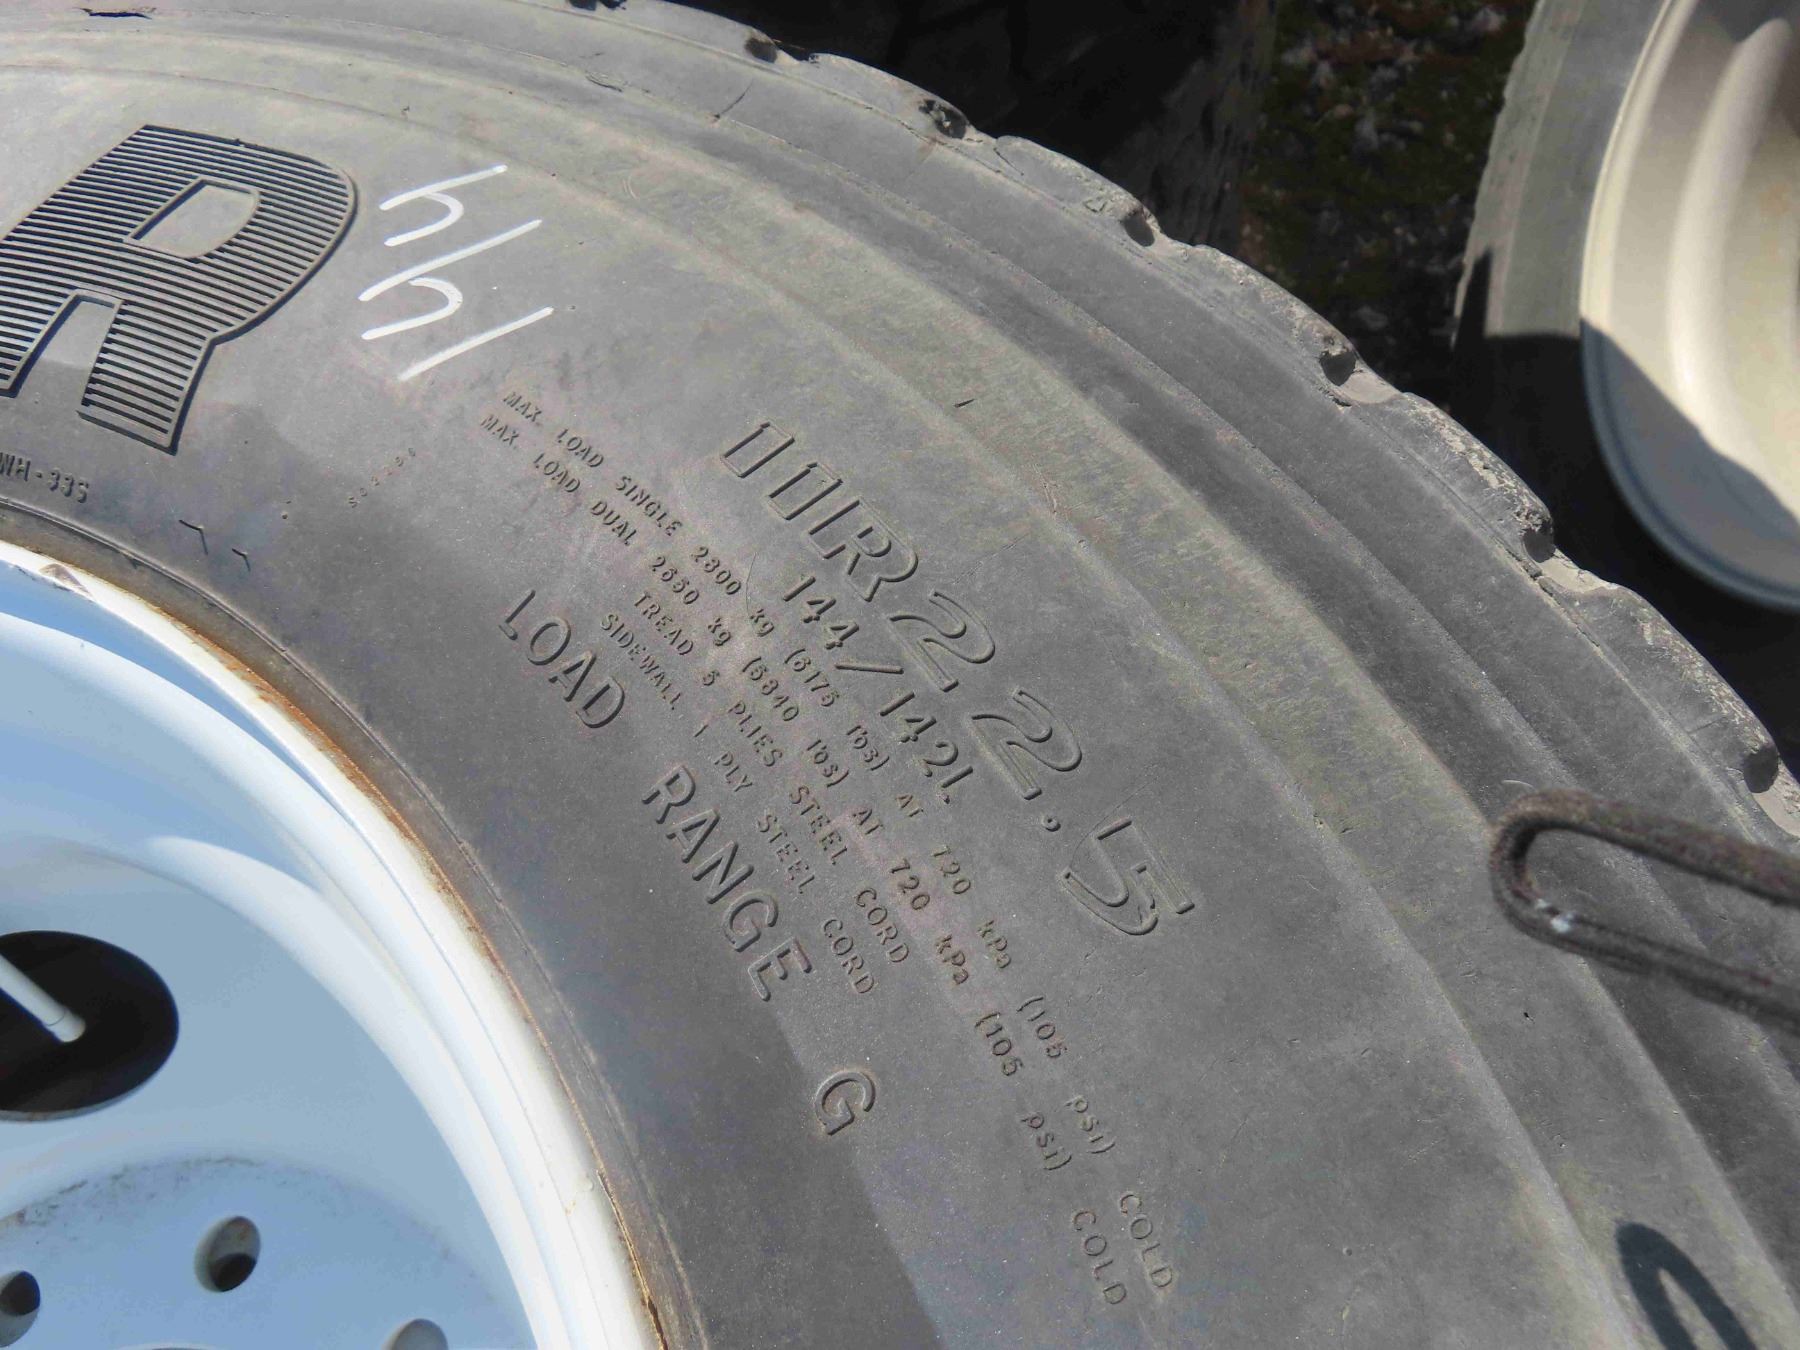 R
WH-33S
11R22.5
144/142L
MAX. LOAD SINGLE 2800 kg (6175 lbs) AT 720 kPa (105 psi) COLD
MAX. LOAD DUAL 2650 kg (5840 lbs) AT 720 kPa (105 psi) COLD
TREAD 5 PLIES STEEL CORD
SIDEWALL 1 PLY STEEL CORD
LOAD RANGE G